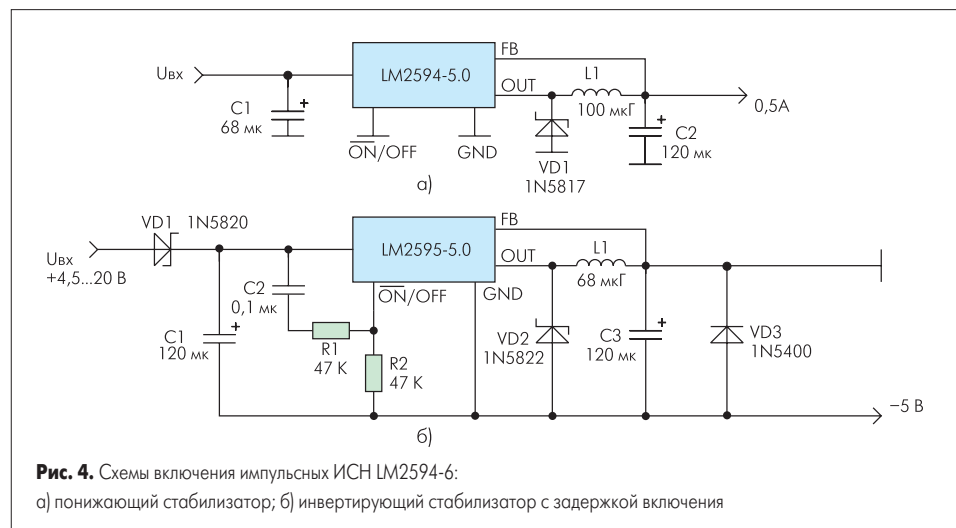 Uвх
C1
68 мк
+
LM2594-5.0
FB
OUT
L1
100 мкГ
0,5A
ON/OFF
GND
VD1
1N5817
+
C2
120 мк
а)
VD1 1N5820
Uвх
+4,5...20 В
C1
120 мк
+
C2
0,1 мк
R1
47 К
R2
47 К
LM2595-5.0
ON/OFF
FB
OUT
GND
L1
68 мкГ
VD2
1N5822
C3
120 мк
+
VD3
1N5400
−5 В
б)
Рис. 4. Схемы включения импульсных ИСН LM2594-6:
а) понижающий стабилизатор; б) инвертирующий стабилизатор с задержкой включения